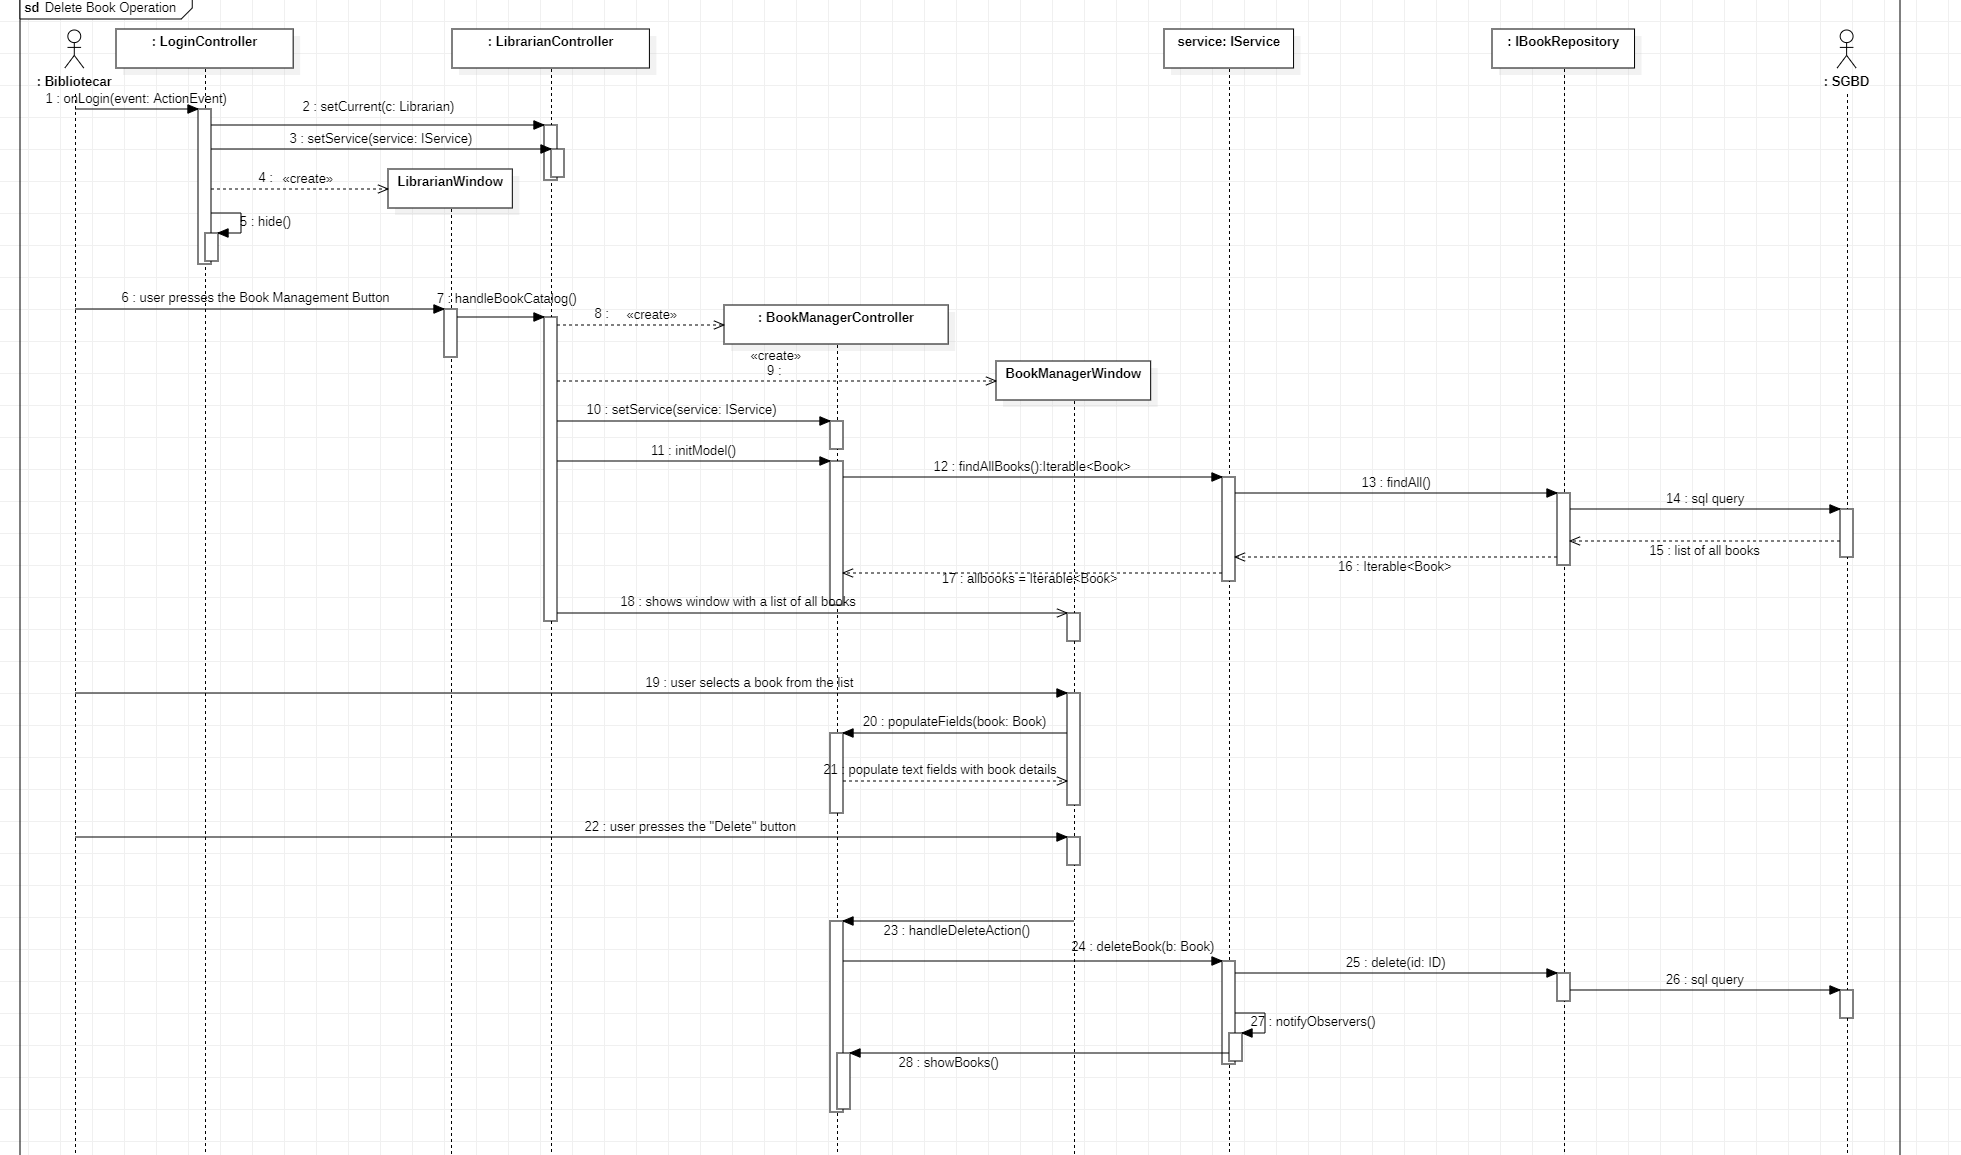 sd Delete Book Operation
: Bibliotecar
: LoginController
: LibrarianController
service: IService
: IBookRepository
: SGBD
1 : onLogin(event: ActionEvent)
2 : setCurrent(c: Librarian)
3 : setService(service: IService)
4 : «create»
LibrarianWindow
5 : hide()
6 : user presses the Book Management Button
7 : handleBookCatalog()
8 : «create»
: BookManagerController
«create»
9 :
BookManagerWindow
10 : setService(service: IService)
11 : initModel()
12 : findAllBooks():Iterable<Book>
13 : findAll()
14 : sql query
15 : list of all books
16 : Iterable<Book>
17 : allbooks = Iterable<Book>
18 : shows window with a list of all books
19 : user selects a book from the list
20 : populateFields(book: Book)
21 : populate text fields with book details
22 : user presses the "Delete" button
23 : handleDeleteAction()
24 : deleteBook(b: Book)
25 : delete(id: ID)
26 : sql query
27 : notifyObservers()
28 : showBooks()